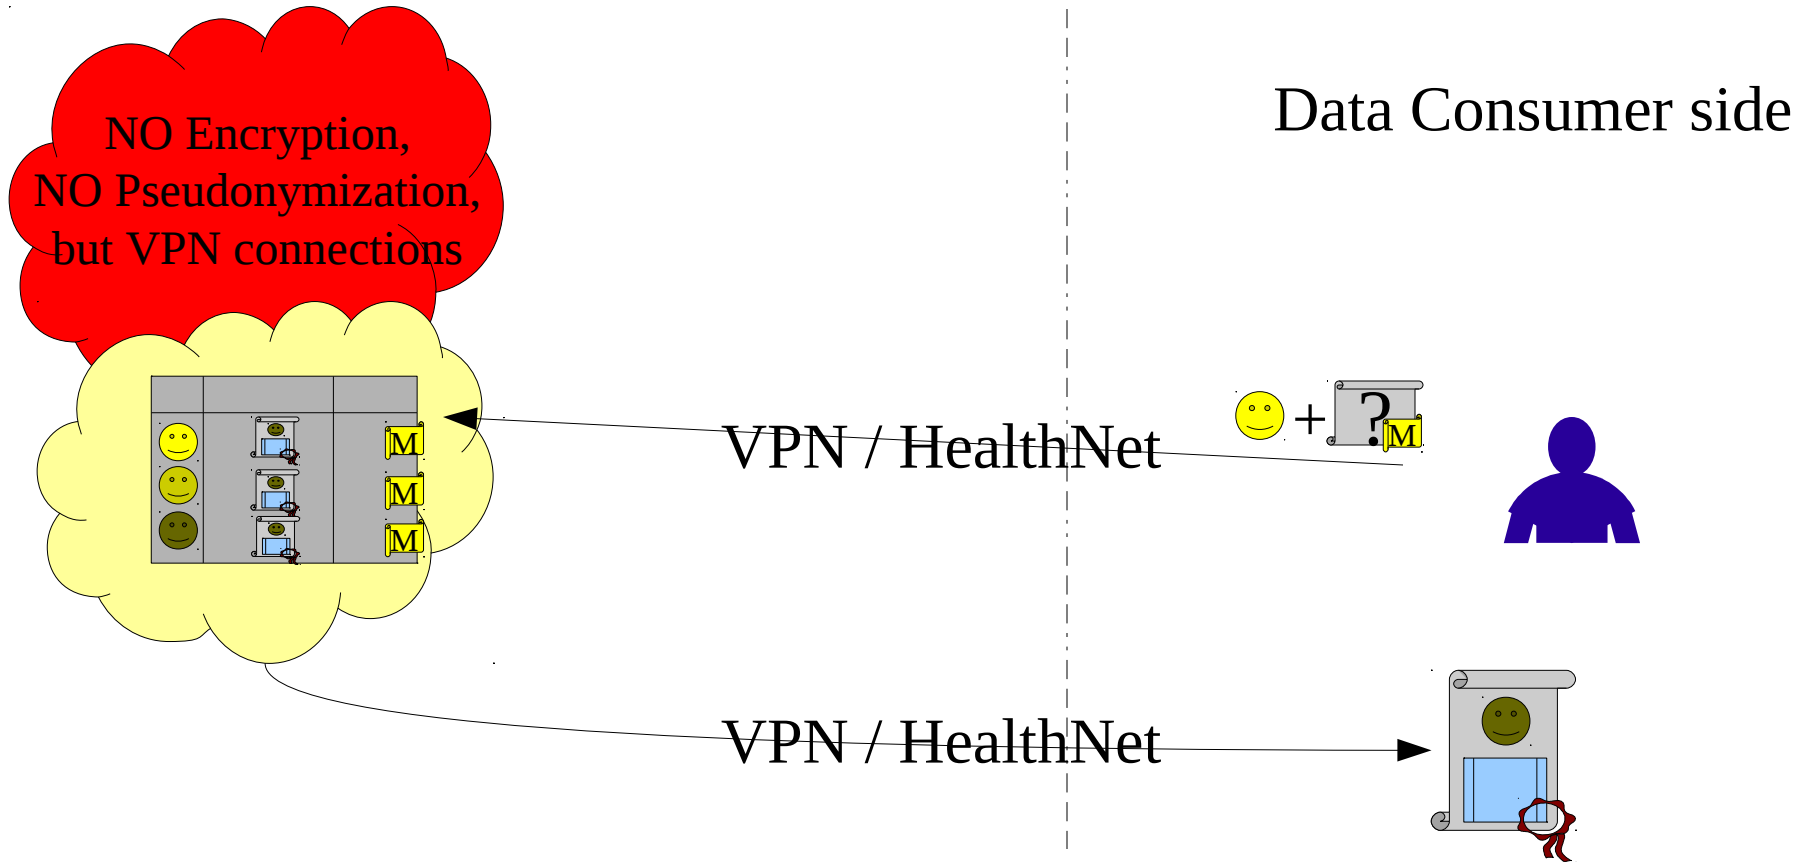 Data Consumer side
NO Encryption,
NO Pseudonymization,
but VPN connections
+ ? M
VPN / HealthNet
M
M
M
VPN / HealthNet